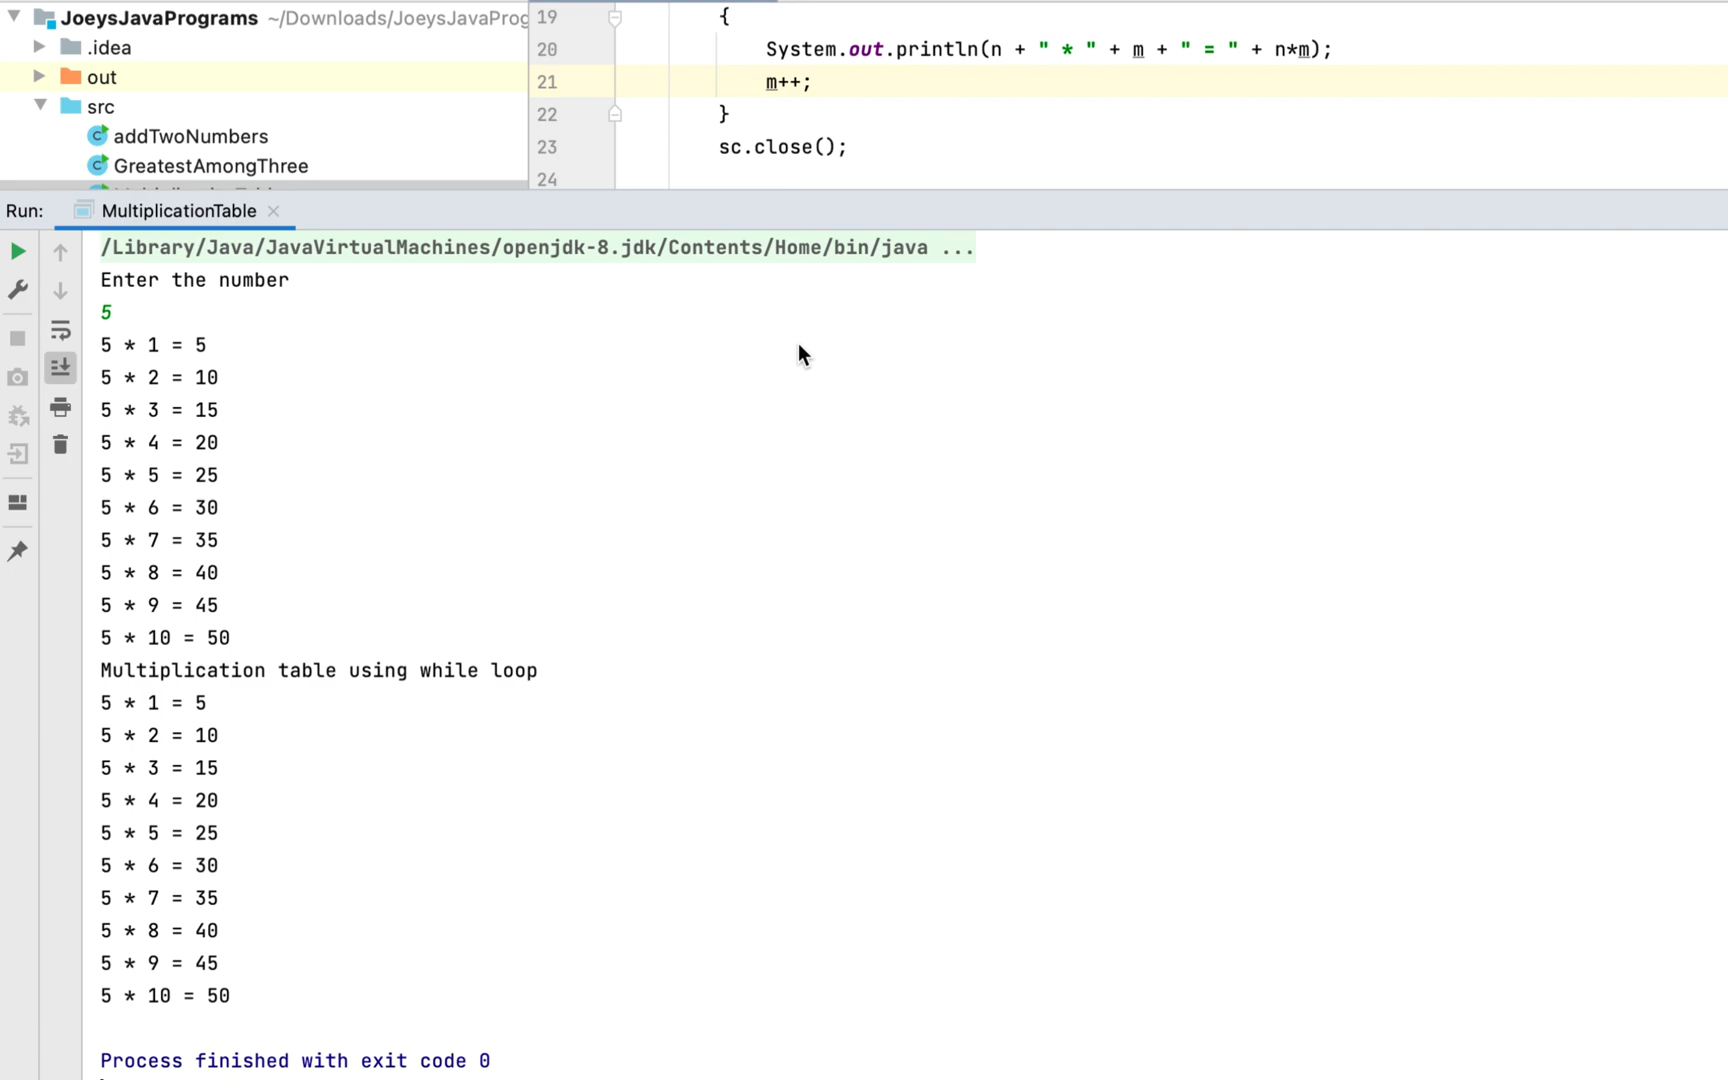 JoeysJavaPrograms ~/Downloads/JoeysJavaProg
.idea
out
src
addTwoNumbers
GreatestAmongThree
19 {
20 System.out.println(n + " * " + m + " = " + n*m);
21 m++;
22 }
23 sc.close();
24
Run: MultiplicationTable
/Library/Java/JavaVirtualMachines/openjdk-8.jdk/Contents/Home/bin/java ...
Enter the number
5
5 * 1 = 5
5 * 2 = 10
5 * 3 = 15
5 * 4 = 20
5 * 5 = 25
5 * 6 = 30
5 * 7 = 35
5 * 8 = 40
5 * 9 = 45
5 * 10 = 50
Multiplication table using while loop
5 * 1 = 5
5 * 2 = 10
5 * 3 = 15
5 * 4 = 20
5 * 5 = 25
5 * 6 = 30
5 * 7 = 35
5 * 8 = 40
5 * 9 = 45
5 * 10 = 50
Process finished with exit code 0